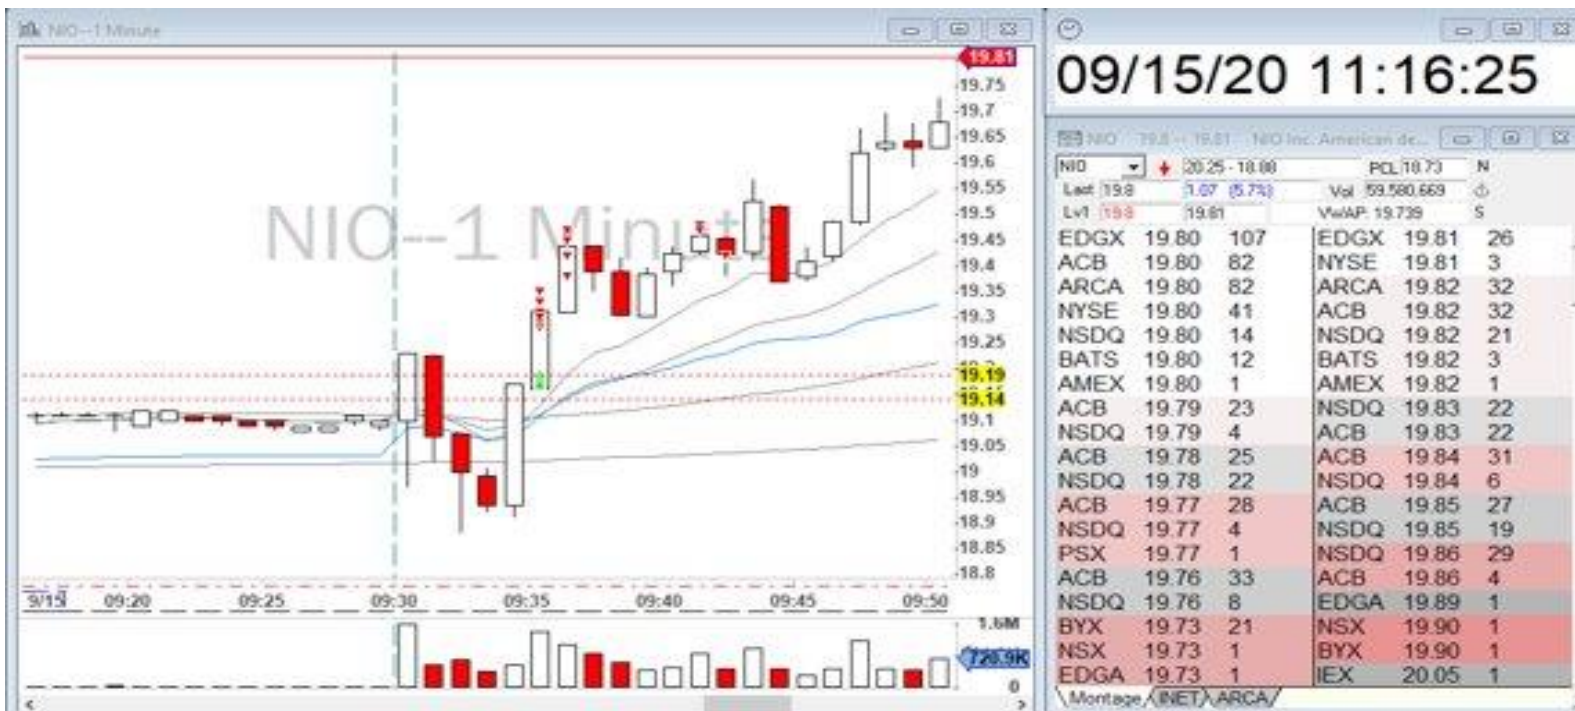 NIO--1 Minute
19.81
19.75
19.7
19.65
19.6
19.55
19.5
NIO--1 Minute
19.45
19.4
19.35
19.3
19.25
19.19
19.14
19.1
19.05
19
18.95
18.9
18.85
18.8
9/15 09:20 09:25 09:30 09:35 09:40 09:45 09:50
1.6M
720.9K
0
09/15/20 11:16:25
NIO 19.8 -- 19.81 NIO Inc. American de...
NIO 20.25 - 18.88 PCL 18.73 N
Last 19.8 1.07 (5.7%) Vol 59,580,669
Lv1 19.8 19.81 VWAP: 19.739 S
EDGX 19.80 107 EDGX 19.81 26
ACB 19.80 82 NYSE 19.81 3
ARCA 19.80 82 ARCA 19.82 32
NYSE 19.80 41 ACB 19.82 32
NSDQ 19.80 14 NSDQ 19.82 21
BATS 19.80 12 BATS 19.82 3
AMEX 19.80 1 AMEX 19.82 1
ACB 19.79 23 NSDQ 19.83 22
NSDQ 19.79 4 ACB 19.83 22
ACB 19.78 25 ACB 19.84 31
NSDQ 19.78 22 NSDQ 19.84 6
ACB 19.77 28 ACB 19.85 27
NSDQ 19.77 4 NSDQ 19.85 19
PSX 19.77 1 NSDQ 19.86 29
ACB 19.76 33 ACB 19.86 4
NSDQ 19.76 8 EDGA 19.89 1
BYX 19.73 21 NSX 19.90 1
NSX 19.73 1 BYX 19.90 1
EDGA 19.73 1 IEX 20.05 1
Montage INET ARCA